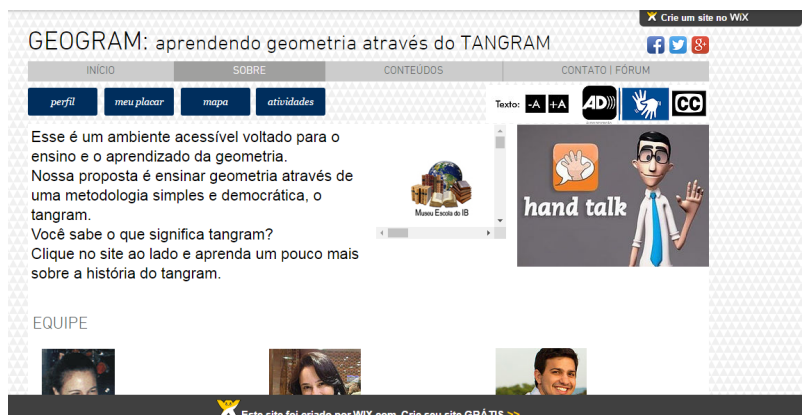 Crie um site no WiX
GEOGRAM: aprendendo geometria através do TANGRAM
INÍCIO SOBRE CONTEÚDOS CONTATO | FÓRUM
perfil meu placar mapa atividades Texto: -A +A AD CC
Esse é um ambiente acessível voltado para o
ensino e o aprendizado da geometria.
Nossa proposta é ensinar geometria através de
uma metodologia simples e democrática, o
tangram.
Você sabe o que significa tangram?
Clique no site ao lado e aprenda um pouco mais
sobre a história do tangram.
Museu Escola do IB
hand talk
EQUIPE
Este site foi criado por WIX.com. Crie seu site GRÁTIS >>